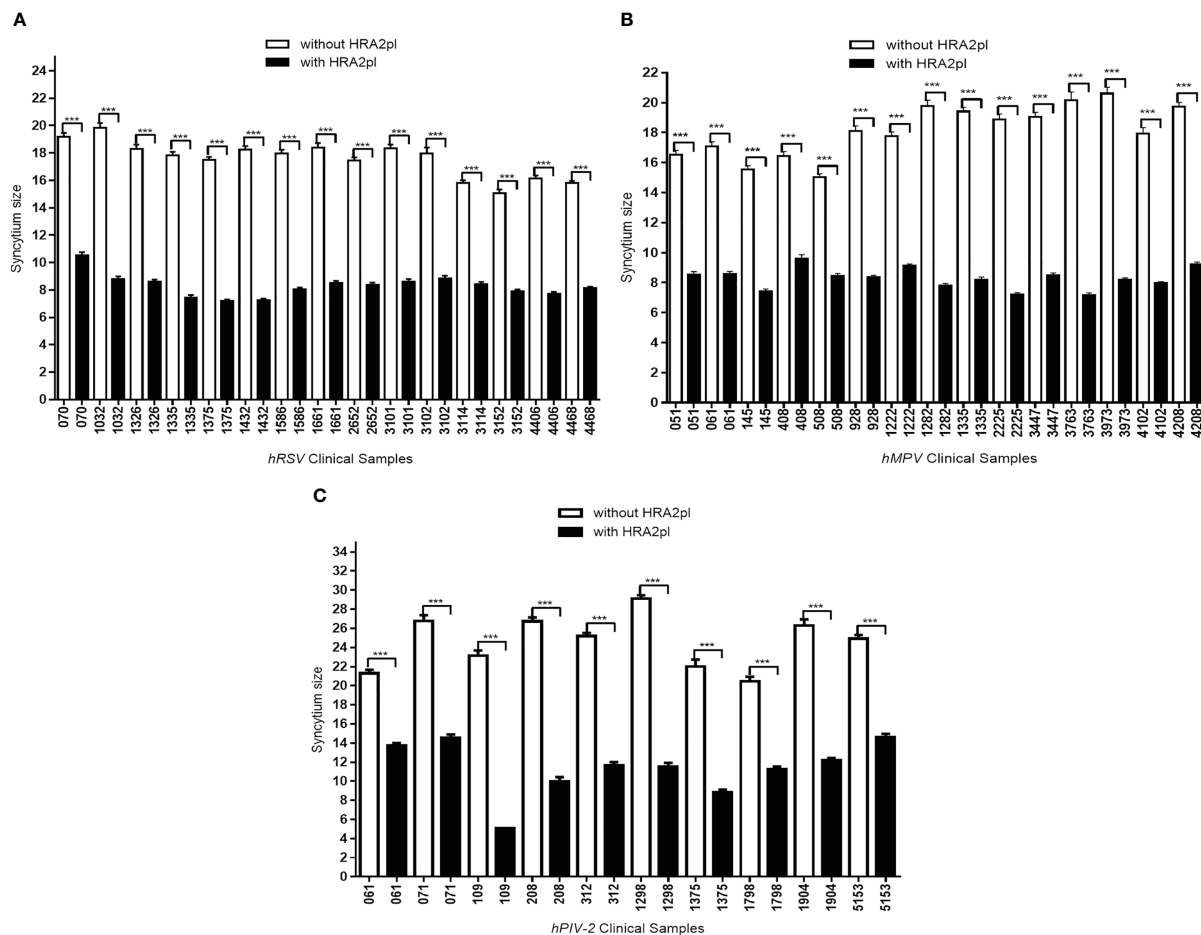 A
without HRA2pl
with HRA2pl
24
22
20
18
16
14
12
10
8
6
4
2
0
Syncytium size
*** *** *** *** *** *** *** *** *** *** *** *** *** *** ***
070 070 1032 1032 1326 1326 1335 1335 1375 1375 1432 1432 1586 1586 1661 1661 2652 2652 3101 3101 3102 3102 3114 3114 3152 3152 4406 4406 4468 4468
hRSV Clinical Samples
B
without HRA2pl
with HRA2pl
22
20
18
16
14
12
10
8
6
4
2
0
Syncytium size
*** *** *** *** *** *** *** *** *** *** *** *** *** *** ***
051 051 061 061 145 145 408 408 508 508 928 928 1222 1222 1282 1282 1335 1335 2225 2225 3447 3447 3763 3763 3973 3973 4102 4102 4208 4208
hMPV Clinical Samples
C
without HRA2pl
with HRA2pl
34
32
30
28
26
24
22
20
18
16
14
12
10
8
6
4
2
0
Syncytium size
*** *** *** *** *** *** *** *** *** ***
061 061 071 071 109 109 208 208 312 312 1298 1298 1375 1375 1798 1798 1904 1904 5153 5153
hPIV-2 Clinical Samples